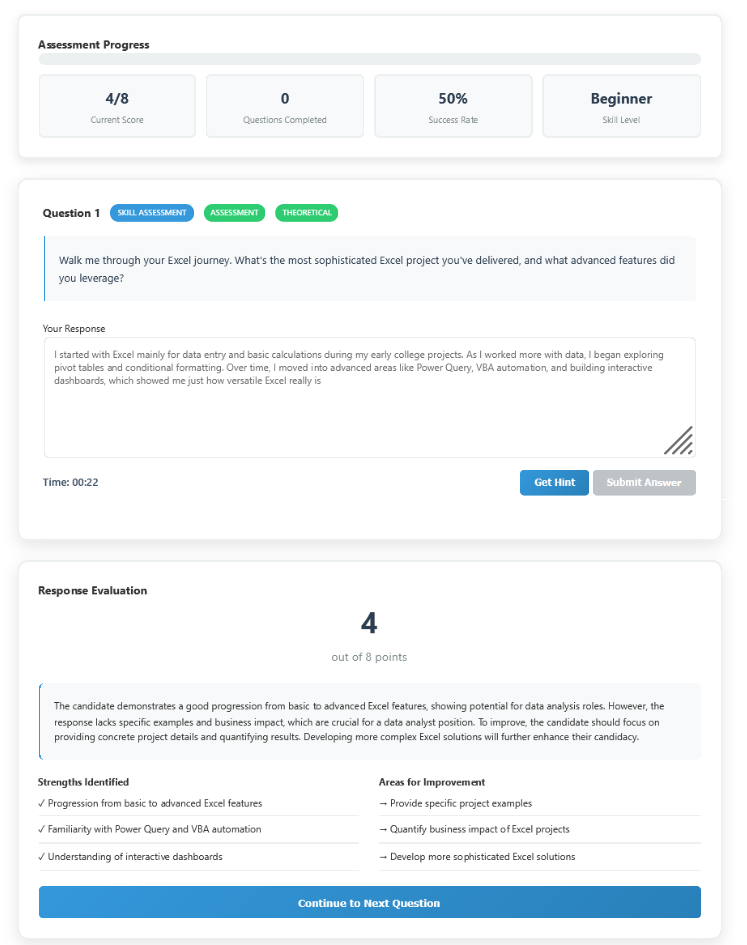 Assessment Progress
4/8
Current Score
0
Questions Completed
50%
Success Rate
Beginner
Skill Level
Question 1
SKILL ASSESSMENT
ASSESSMENT
THEORETICAL
Walk me through your Excel journey. What's the most sophisticated Excel project you've delivered, and what advanced features did
you leverage?
Your Response
I started with Excel mainly for data entry and basic calculations during my early college projects. As I worked more with data, I began exploring
pivot tables and conditional formatting. Over time, I moved into advanced areas like Power Query, VBA automation, and building interactive
dashboards, which showed me just how versatile Excel really is
Time: 00:22
Get Hint
Submit Answer
Response Evaluation
4
out of 8 points
The candidate demonstrates a good progression from basic to advanced Excel features, showing potential for data analysis roles. However, the
response lacks specific examples and business impact, which are crucial for a data analyst position. To improve, the candidate should focus on
providing concrete project details and quantifying results. Developing more complex Excel solutions will further enhance their candidacy.
Strengths Identified
✓ Progression from basic to advanced Excel features
✓ Familiarity with Power Query and VBA automation
✓ Understanding of interactive dashboards
Areas for Improvement
→ Provide specific project examples
→ Quantify business impact of Excel projects
→ Develop more sophisticated Excel solutions
Continue to Next Question